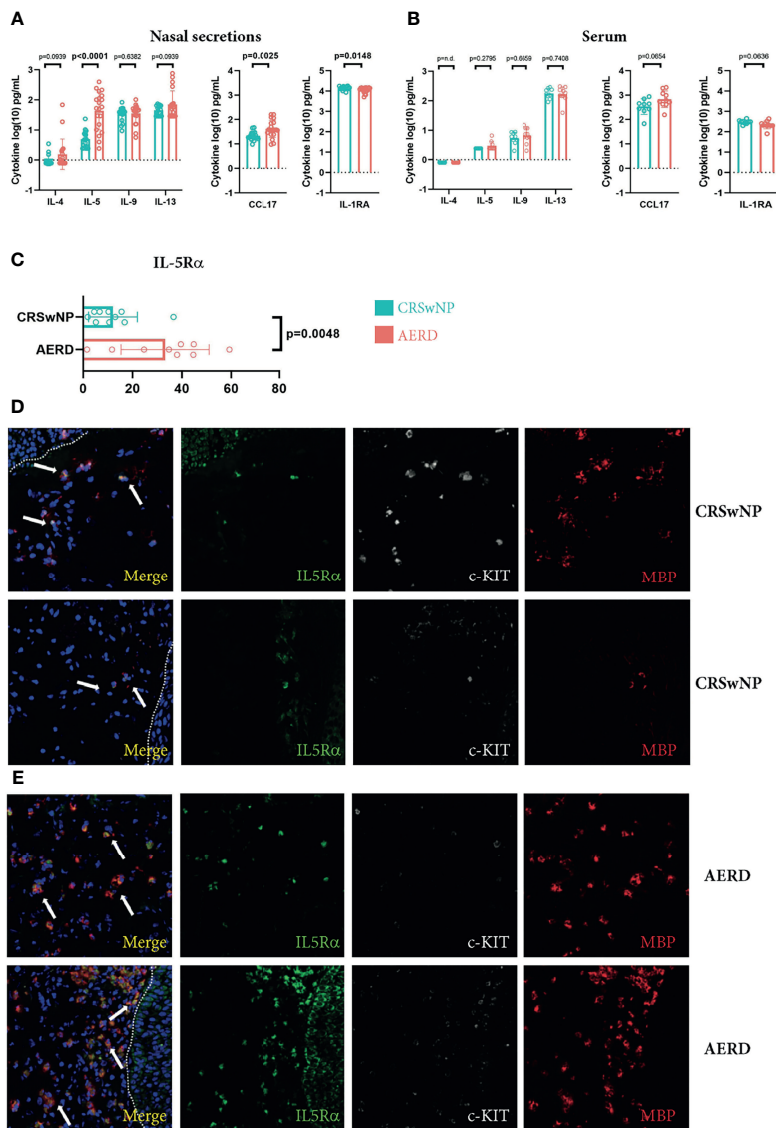 A
Nasal secretions
p=0.0939 p<0.0001 p=0.6382 p=0.0939
Cytokine log(10) pg/mL
3
2
1
0
-1
IL-4 IL-5 IL-9 IL-13
p=0.0025
Cytokine log(10) pg/mL
4
3
2
1
0
-1
CCL17
p=0.0148
Cytokine log(10) pg/mL
5
4
3
2
1
0
-1
IL-1RA
B
Serum
p=n.d. p=0.2795 p=0.6159 p=0.7408
Cytokine log(10) pg/mL
3
2
1
0
-1
IL-4 IL-5 IL-9 IL-13
p=0.0654
Cytokine log(10) pg/mL
4
3
2
1
0
-1
CCL17
p=0.0636
Cytokine log(10) pg/mL
5
4
3
2
1
0
-1
IL-1RA
C
IL-5Rα
CRSwNP
AERD
0 20 40 60 80
p=0.0048
CRSwNP
AERD
D
Merge IL5Rα c-KIT MBP
CRSwNP
Merge IL5Rα c-KIT MBP
CRSwNP
E
Merge IL5Rα c-KIT MBP
AERD
Merge IL5Rα c-KIT MBP
AERD